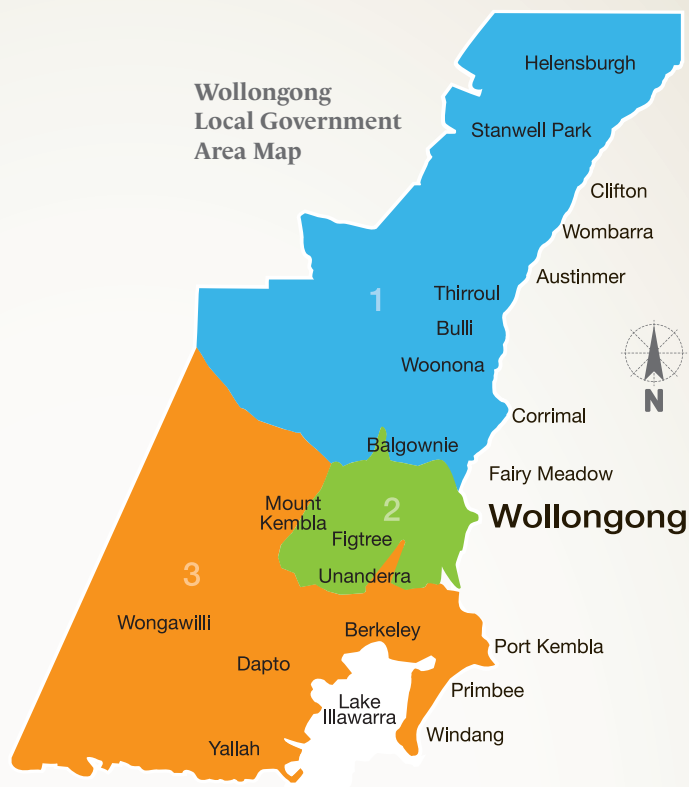 Wollongong
Local Government
Area Map
Helensburgh
Stanwell Park
Clifton
Wombarra
Austinmer
Thirroul
1
Bulli
Woonona
N
Corrimal
Balgownie
Fairy Meadow
Mount
Kembla
2
Wollongong
Figtree
3
Unanderra
Wongawilli
Berkeley
Port Kembla
Dapto
Primbee
Lake
Illawarra
Windang
Yallah